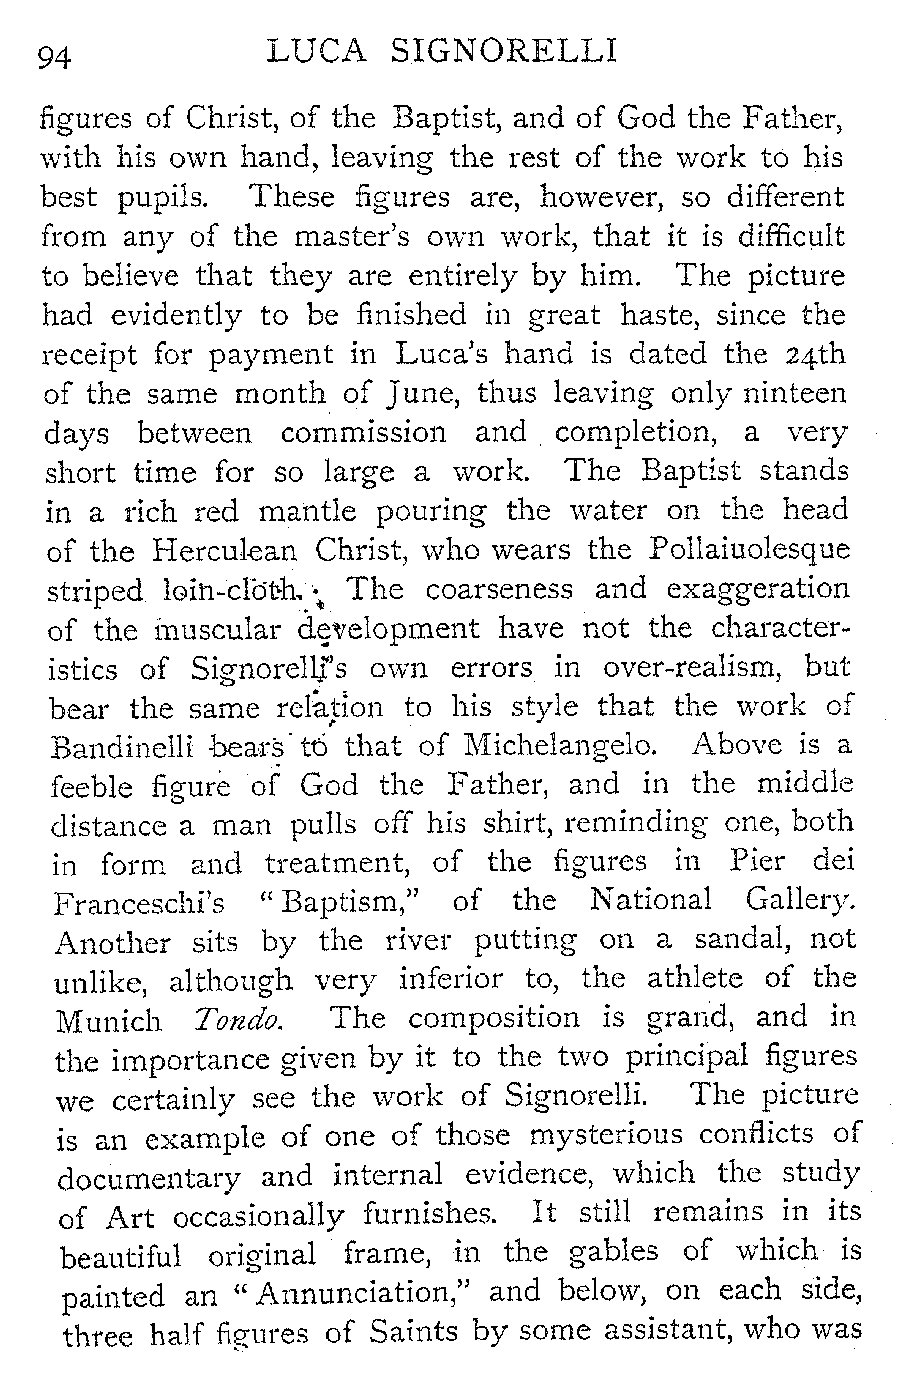 94 LUCA SIGNORELLI
figures of Christ, of the Baptist, and of God the Father,
with his own hand, leaving the rest of the work to his
best pupils. These figures are, however, so different
from any of the master's own work, that it is difficult
to believe that they are entirely by him. The picture
had evidently to be finished in great haste, since the
receipt for payment in Luca's hand is dated the 24th
of the same month of June, thus leaving only ninteen
days between commission and completion, a very
short time for so large a work. The Baptist stands
in a rich red mantle pouring the water on the head
of the Herculean Christ, who wears the Pollaiuolesque
striped loin-cloth. The coarseness and exaggeration
of the muscular development have not the character-
istics of Signorelli's own errors in over-realism, but
bear the same relation to his style that the work of
Bandinelli bears to that of Michelangelo. Above is a
feeble figure of God the Father, and in the middle
distance a man pulls off his shirt, reminding one, both
in form and treatment, of the figures in Pier dei
Franceschi's "Baptism," of the National Gallery.
Another sits by the river putting on a sandal, not
unlike, although very inferior to, the athlete of the
Munich Tondo. The composition is grand, and in
the importance given by it to the two principal figures
we certainly see the work of Signorelli. The picture
is an example of one of those mysterious conflicts of
documentary and internal evidence, which the study
of Art occasionally furnishes. It still remains in its
beautiful original frame, in the gables of which is
painted an "Annunciation," and below, on each side,
three half figures of Saints by some assistant, who was